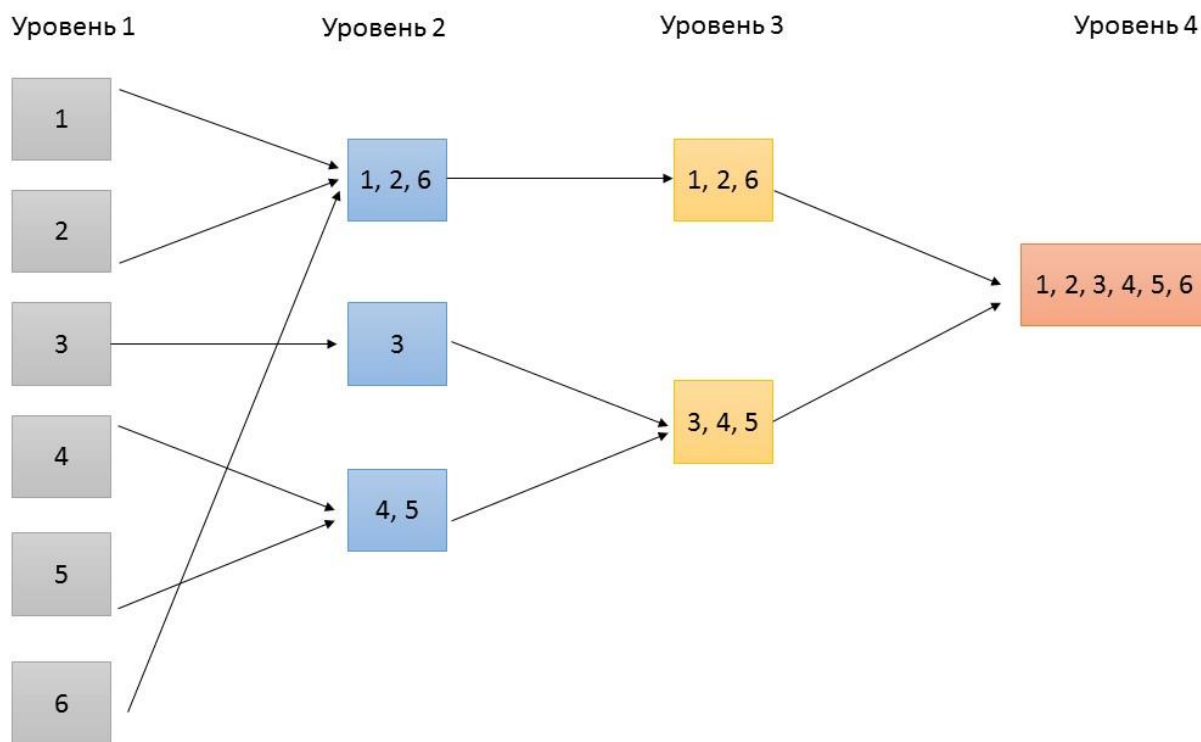 Уровень 1
Уровень 2
Уровень 3
Уровень 4
1
2
3
4
5
6
1, 2, 6
3
4, 5
1, 2, 6
3, 4, 5
1, 2, 3, 4, 5, 6